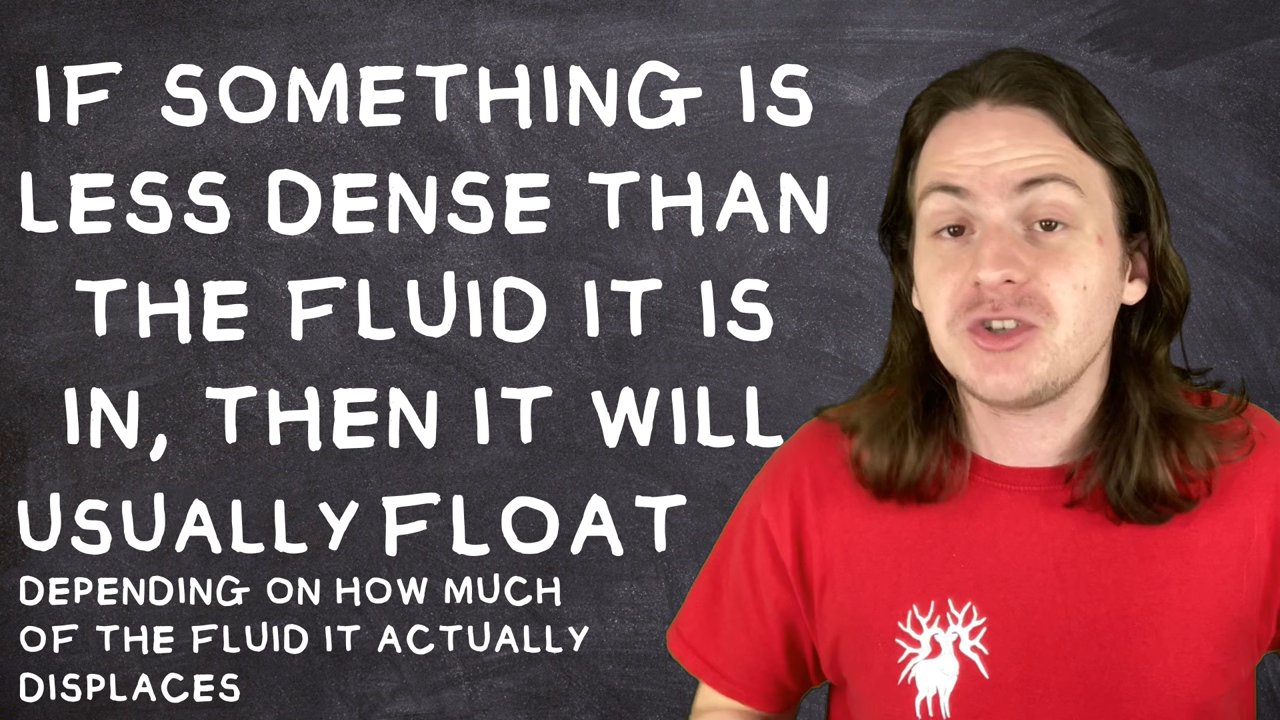 IF SOMETHING IS
LESS DENSE THAN
THE FLUID IT IS
IN, THEN IT WILL
USUALLY FLOAT
DEPENDING ON HOW MUCH
OF THE FLUID IT ACTUALLY
DISPLACES